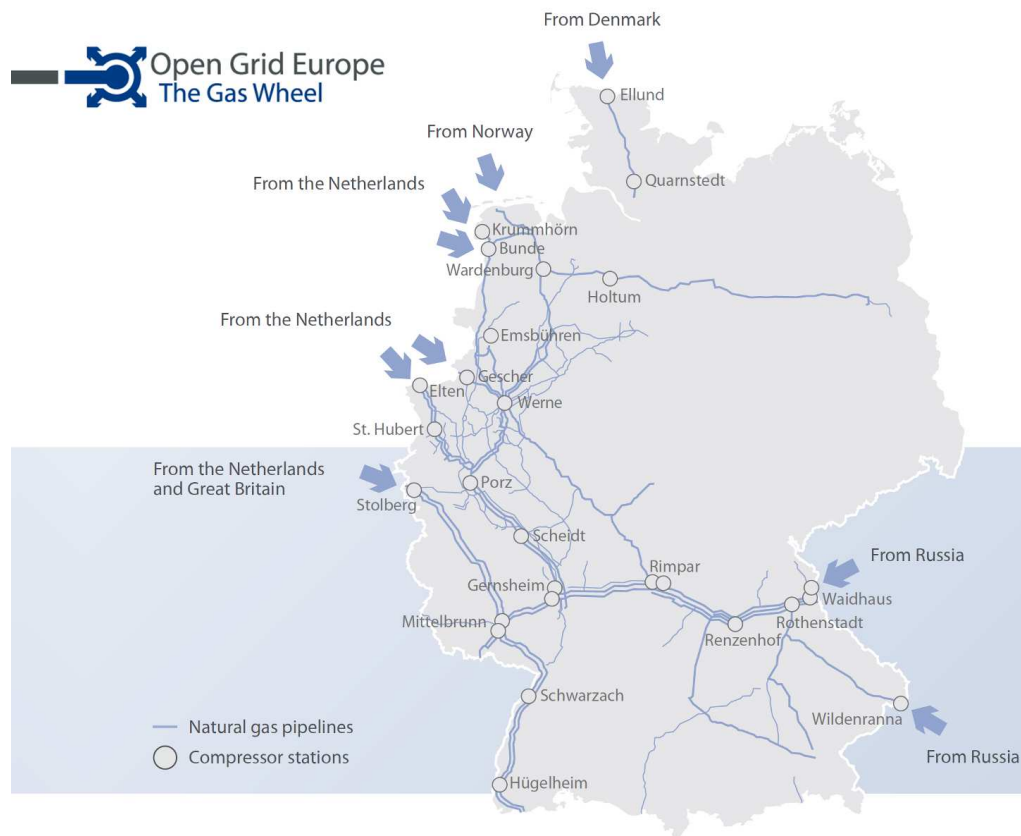 Open Grid Europe
The Gas Wheel
From Denmark
Ellund
From Norway
Quarnstedt
From the Netherlands
Krummhörn
Bunde
Wardenburg
Holtum
From the Netherlands
Emsbühren
Gescher
Elten
Werne
St. Hubert
From the Netherlands
and Great Britain
Porz
Stolberg
Scheidt
From Russia
Rimpar
Gernsheim
Waidhaus
Rothenstadt
Mittelbrunn
Renzenhof
Schwarzach
Wildenranna
Natural gas pipelines
Compressor stations
From Russia
Hügelheim